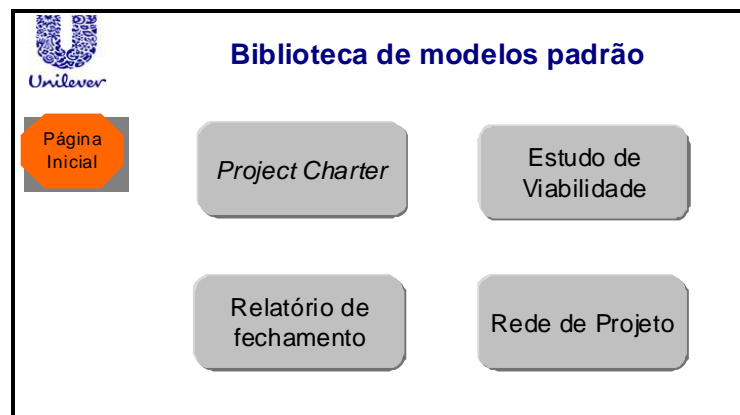 Unilever
Biblioteca de modelos padrão
Página
Inicial
Project Charter
Estudo de
Viabilidade
Relatório de
fechamento
Rede de Projeto